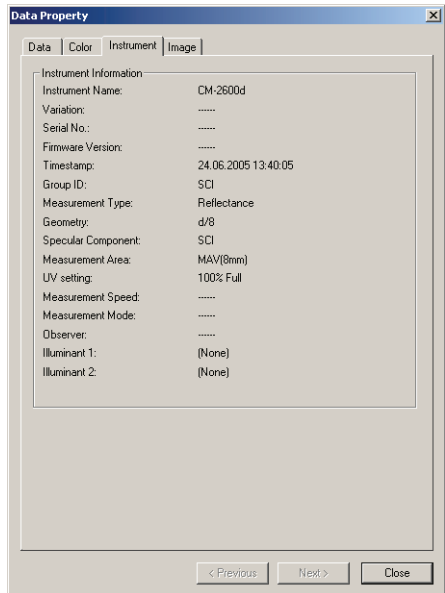 Data Property
Data Color Instrument Image
Instrument Information
Instrument Name: CM-2600d
Variation: ------
Serial No.: ------
Firmware Version: ------
Timestamp: 24.06.2005 13:40:05
Group ID: SCI
Measurement Type: Reflectance
Geometry: d/8
Specular Component: SCI
Measurement Area: MAV(8mm)
UV setting: 100% Full
Measurement Speed: ------
Measurement Mode: ------
Observer: ------
Illuminant 1: (None)
Illuminant 2: (None)
< Previous Next > Close